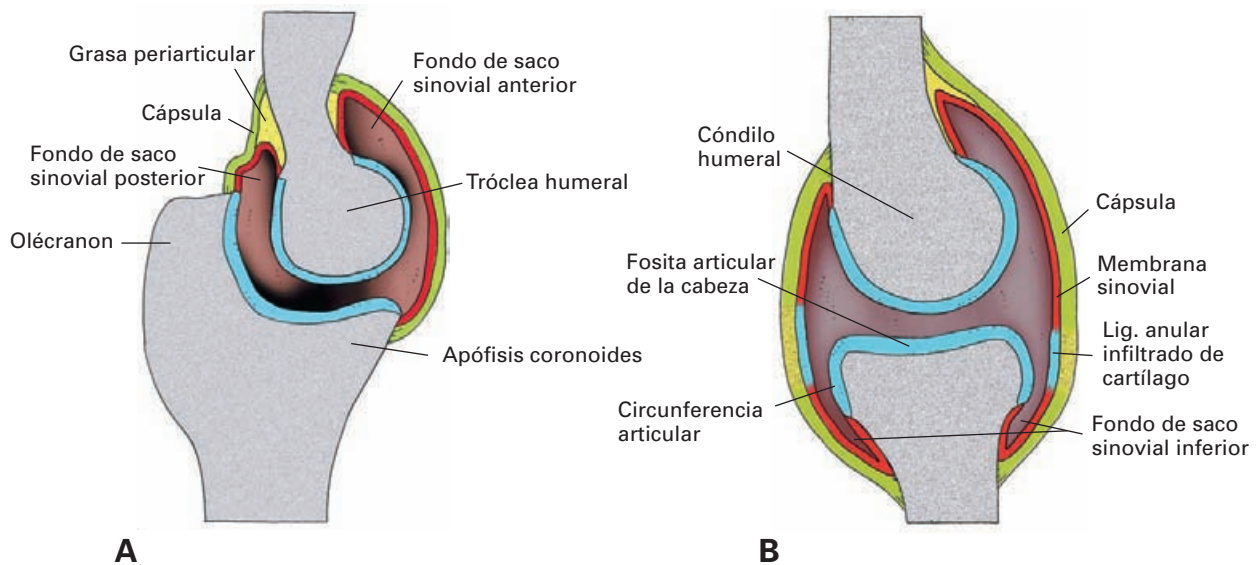 Grasa periarticular
Cápsula
Fondo de saco
sinovial posterior
Olécranon
Fondo de saco
sinovial anterior
Tróclea humeral
Apófisis coronoides
A
Cóndilo
humeral
Fosita articular
de la cabeza
Circunferencia
articular
Cápsula
Membrana
sinovial
Lig. anular
infiltrado de
cartílago
Fondo de saco
sinovial inferior
B